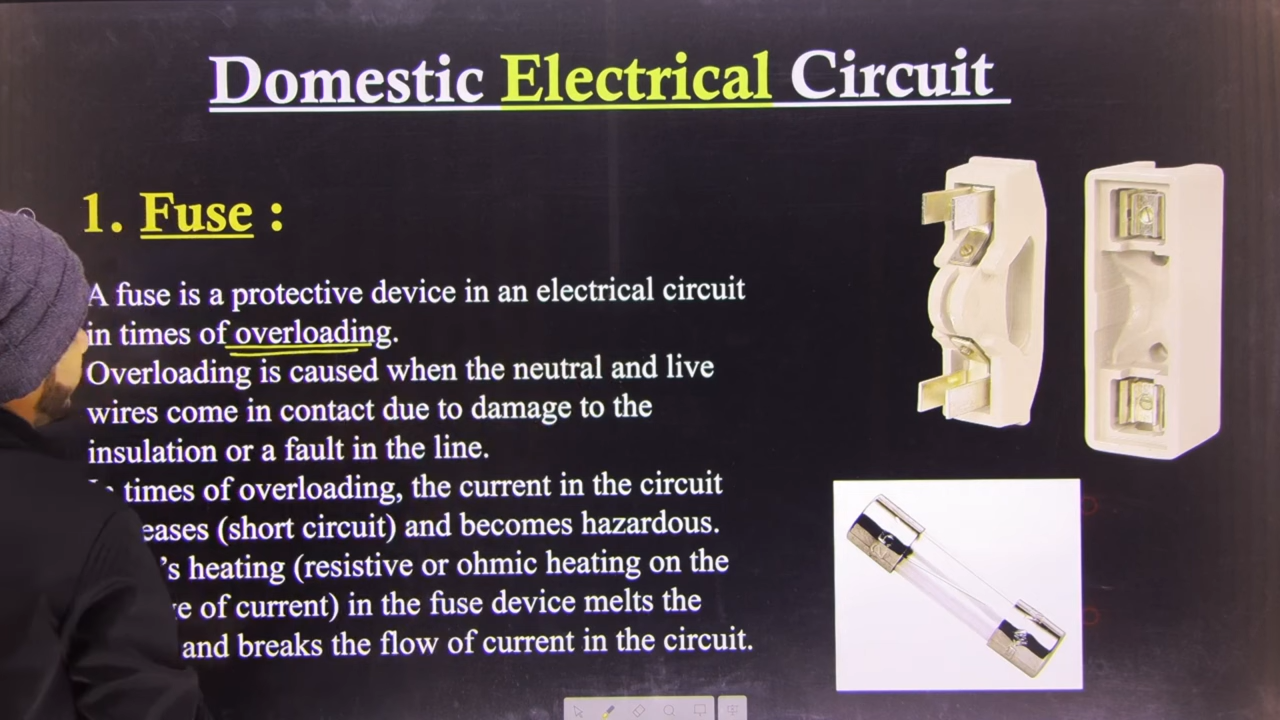 Domestic Electrical Circuit
1. Fuse :
A fuse is a protective device in an electrical circuit
in times of overloading.
Overloading is caused when the neutral and live
wires come in contact due to damage to the
insulation or a fault in the line.
times of overloading, the current in the circuit
eases (short circuit) and becomes hazardous.
's heating (resistive or ohmic heating on the
of current) in the fuse device melts the
and breaks the flow of current in the circuit.